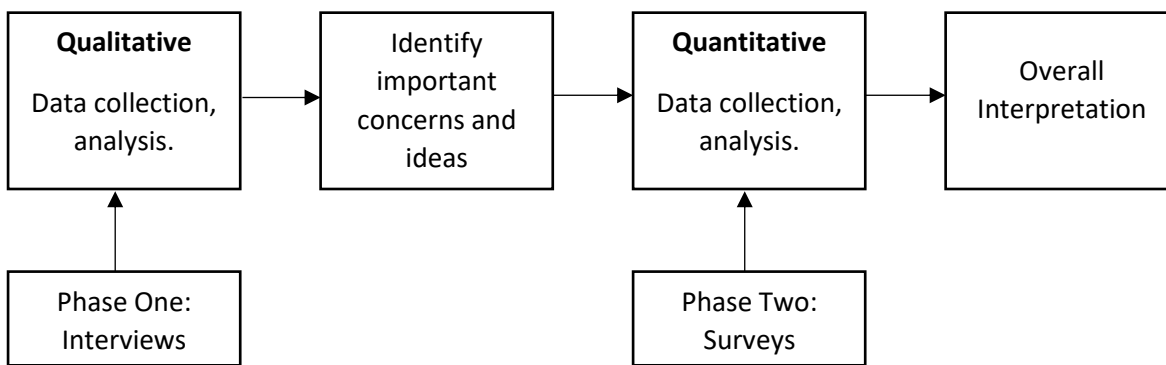 Qualitative
Data collection,
analysis.
Identify
important
concerns and
ideas
Quantitative
Data collection,
analysis.
Overall
Interpretation
Phase One:
Interviews
Phase Two:
Surveys